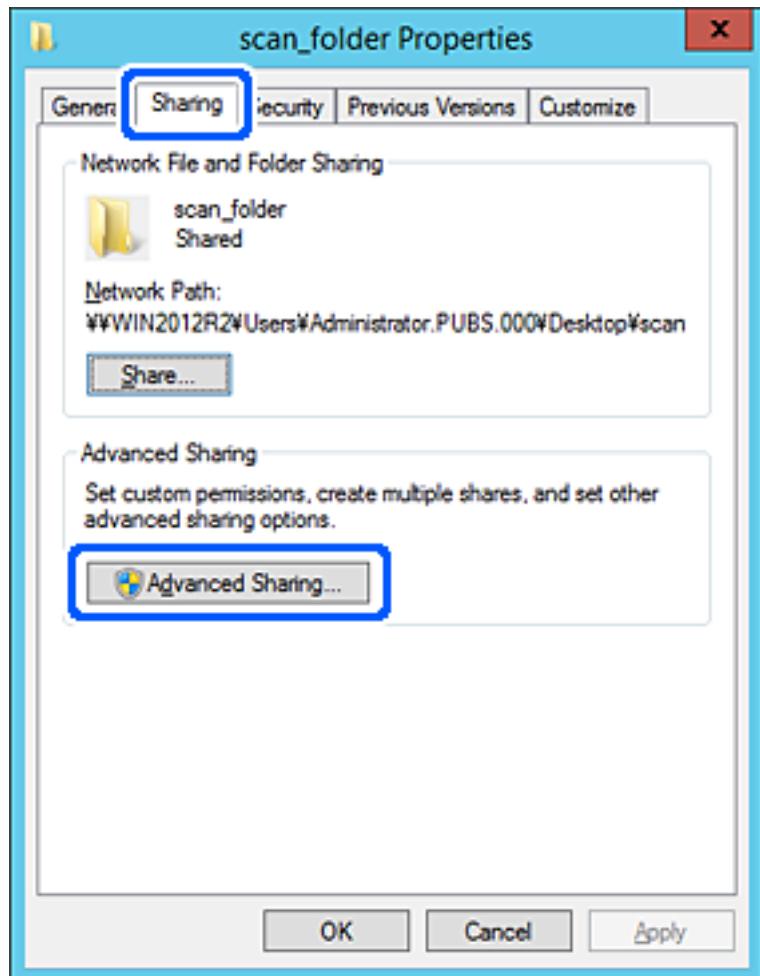 scan_folder Properties
x
Sharing
Previous Versions
Customize
Network File and Folder Sharing
scan_folder
Shared
Network Path:
¥¥WIN2012R2¥Users¥Administrator.PUBS.000¥Desktop¥scan
Share...
Advanced Sharing
Set custom permissions, create multiple shares, and set other
advanced sharing options.
Advanced Sharing...
OK Cancel Apply